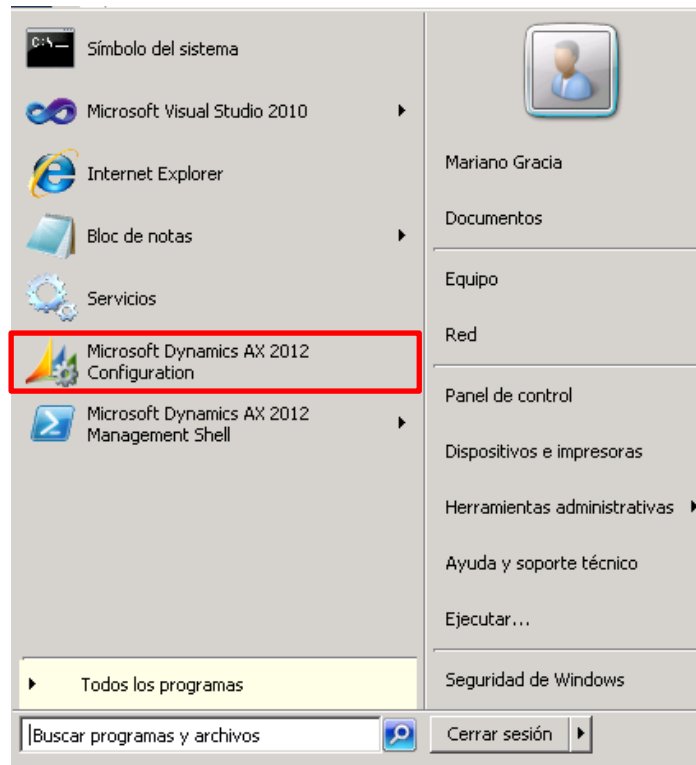 C:\
Símbolo del sistema
Microsoft Visual Studio 2010
Internet Explorer
Bloc de notas
Servicios
Microsoft Dynamics AX 2012
Configuration
Microsoft Dynamics AX 2012
Management Shell
Todos los programas
Buscar programas y archivos
Mariano Gracia
Documentos
Equipo
Red
Panel de control
Dispositivos e impresoras
Herramientas administrativas
Ayuda y soporte técnico
Ejecutar...
Seguridad de Windows
Cerrar sesión